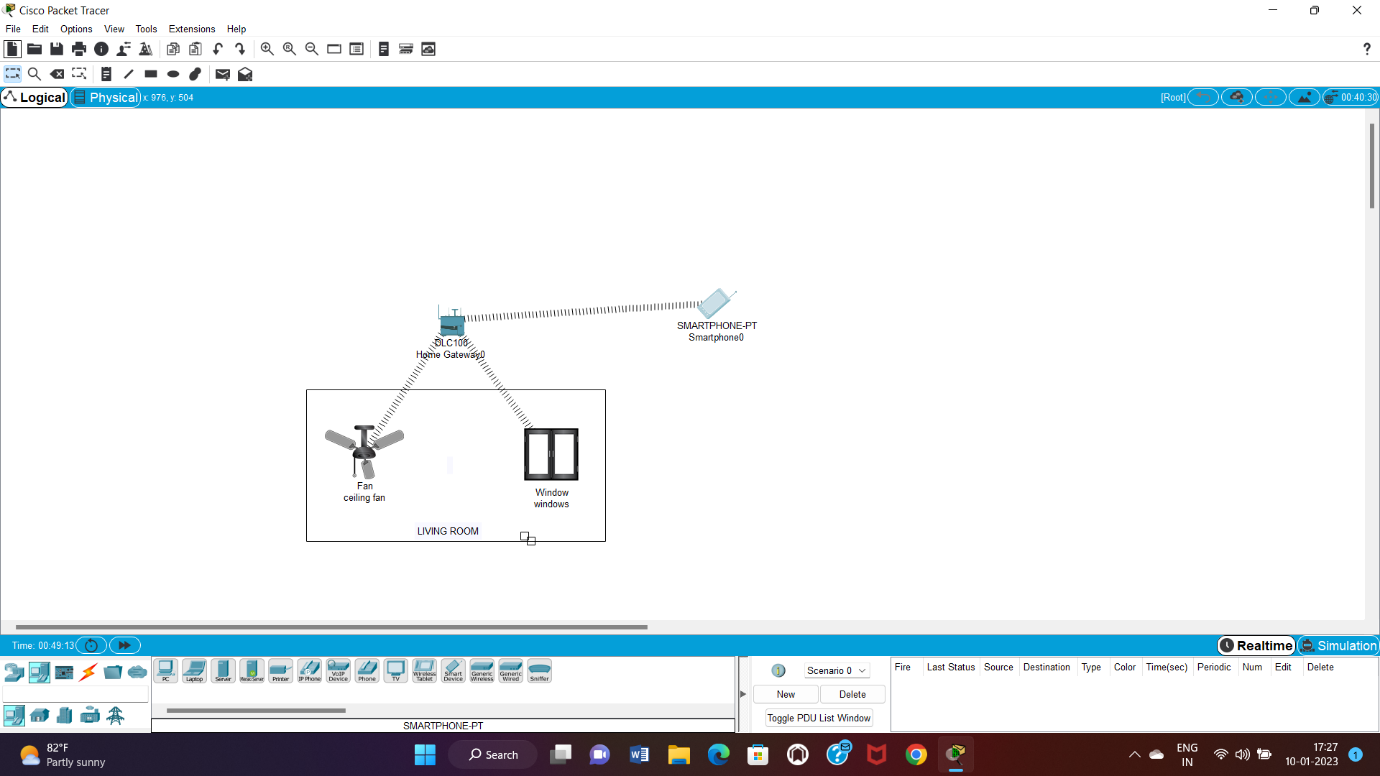 Cisco Packet Tracer
File Edit Options View Tools Extensions Help
?
Logical Physical x: 976, y: 504 [Root] 00:40:30
SMARTPHONE-PT
Smartphone0
DLC100
Home Gateway0
Fan
ceiling fan
Window
windows
LIVING ROOM
Time: 00:49:13 Realtime Simulation
PC Laptop Server Printer IP Phone VoIP Device Phone TV Wireless Tablet Smart Device Generic Wireless Generic Wired Sniffer
SMARTPHONE-PT
Scenario 0
New Delete
Toggle PDU List Window
Fire Last Status Source Destination Type Color Time(sec) Periodic Num Edit Delete
82°F
Partly sunny
Search
ENG
IN
17:27
10-01-2023
1